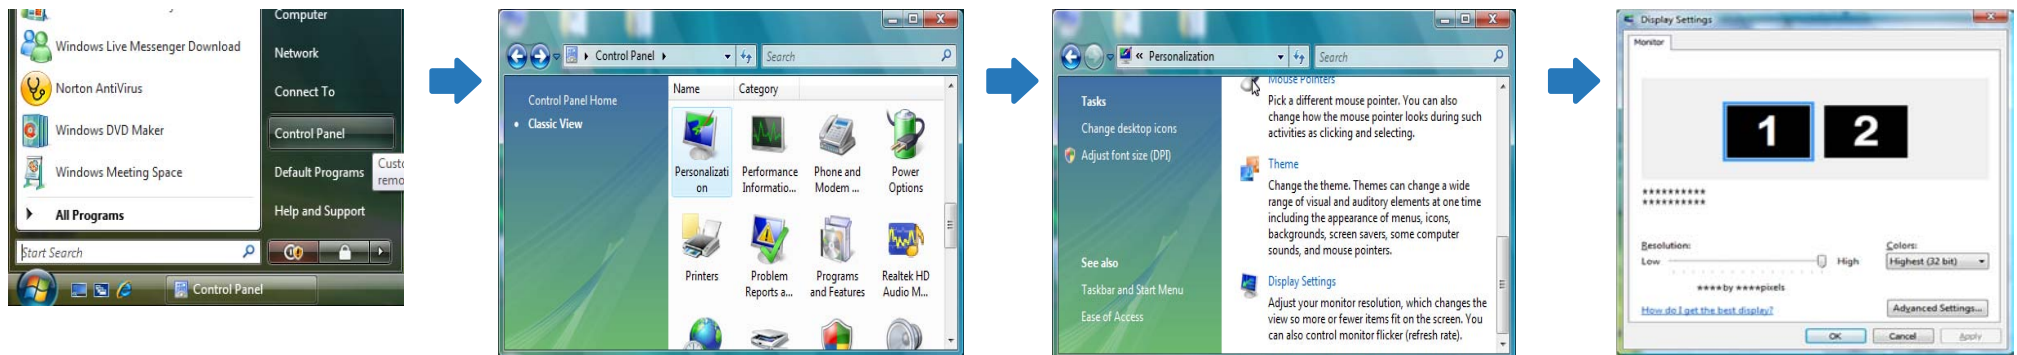 Computer
Windows Live Messenger Download
Network
Norton AntiVirus
Connect To
Windows DVD Maker
Control Panel
Windows Meeting Space
Default Programs
Custo
remo
All Programs
Help and Support
Start Search
Control Panel
Control Panel
Search
Control Panel Home
Classic View
Name Category
Personalizati
on
Performance
Informatio...
Phone and
Modem ...
Power
Options
Printers
Problem
Reports a...
Programs
and Features
Realtek HD
Audio M...
« Personalization
Search
Tasks
Change desktop icons
Adjust font size (DPI)
See also
Taskbar and Start Menu
Ease of Access
Mouse Pointers
Pick a different mouse pointer. You can also
change how the mouse pointer looks during such
activities as clicking and selecting.
Theme
Change the theme. Themes can change a wide
range of visual and auditory elements at one time
including the appearance of menus, icons,
backgrounds, screen savers, some computer
sounds, and mouse pointers.
Display Settings
Adjust your monitor resolution, which changes the
view so more or fewer items fit on the screen. You
can also control monitor flicker (refresh rate).
Display Settings
Monitor
1 2
**********
**********
Resolution:
Low High
****by ****pixels
Colors:
Highest (32 bit)
How do I get the best display?
Advanced Settings...
OK Cancel Apply